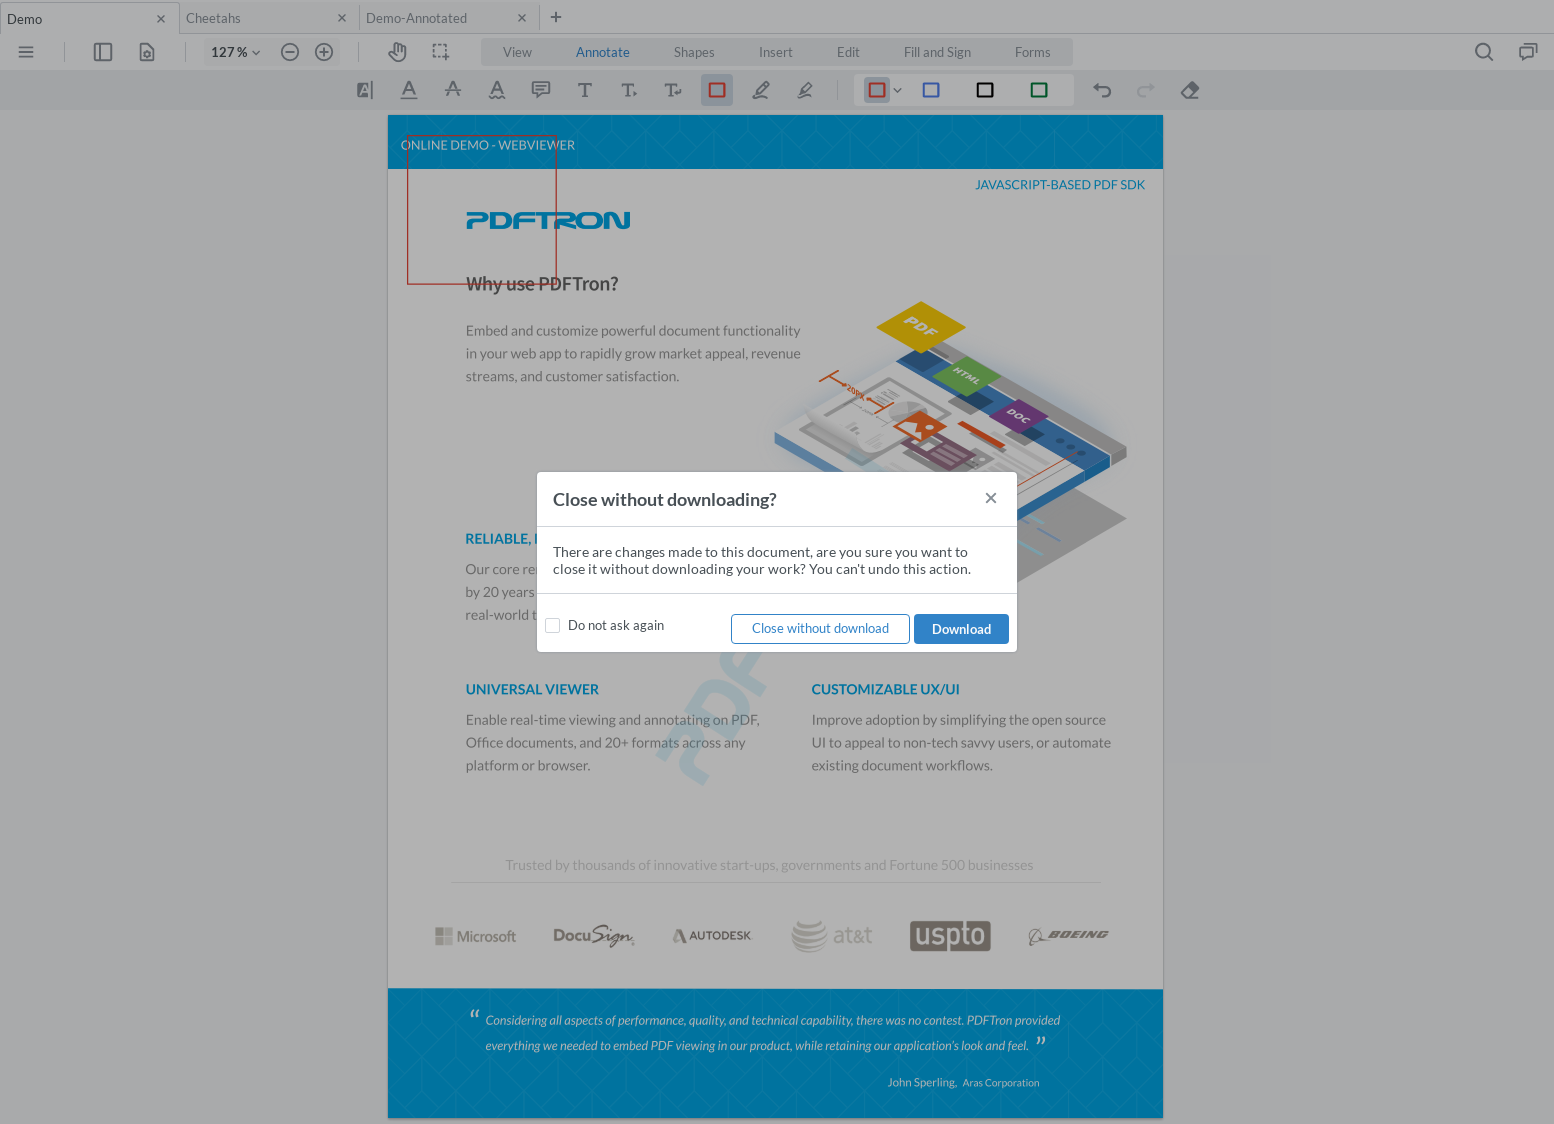 Demo
Cheetahs
Demo-Annotated
127 %
View
Annotate
Shapes
Insert
Edit
Fill and Sign
Forms
ONLINE DEMO - WEBVIEWER
JAVASCRIPT-BASED PDF SDK
PDFTRON
Why use PDFTron?
Embed and customize powerful document functionality
in your web app to rapidly grow market appeal, revenue
streams, and customer satisfaction.
PDF
HTML
DOC
Close without downloading?
There are changes made to this document, are you sure you want to
close it without downloading your work? You can't undo this action.
Do not ask again
Close without download
Download
RELIABLE,
Our core
by 20 years
real-world
UNIVERSAL VIEWER
Enable real-time viewing and annotating on PDF,
Office documents, and 20+ formats across any
platform or browser.
CUSTOMIZABLE UX/UI
Improve adoption by simplifying the open source
UI to appeal to non-tech savvy users, or automate
existing document workflows.
PDF
Trusted by thousands of innovative start-ups, governments and Fortune 500 businesses
Microsoft
DocuSign
AUTODESK
at&t
uspto
BOEING
“ Considering all aspects of performance, quality, and technical capability, there was no contest. PDFTron provided
everything we needed to embed PDF viewing in our product, while retaining our application's look and feel. ”
John Sperling, Aras Corporation